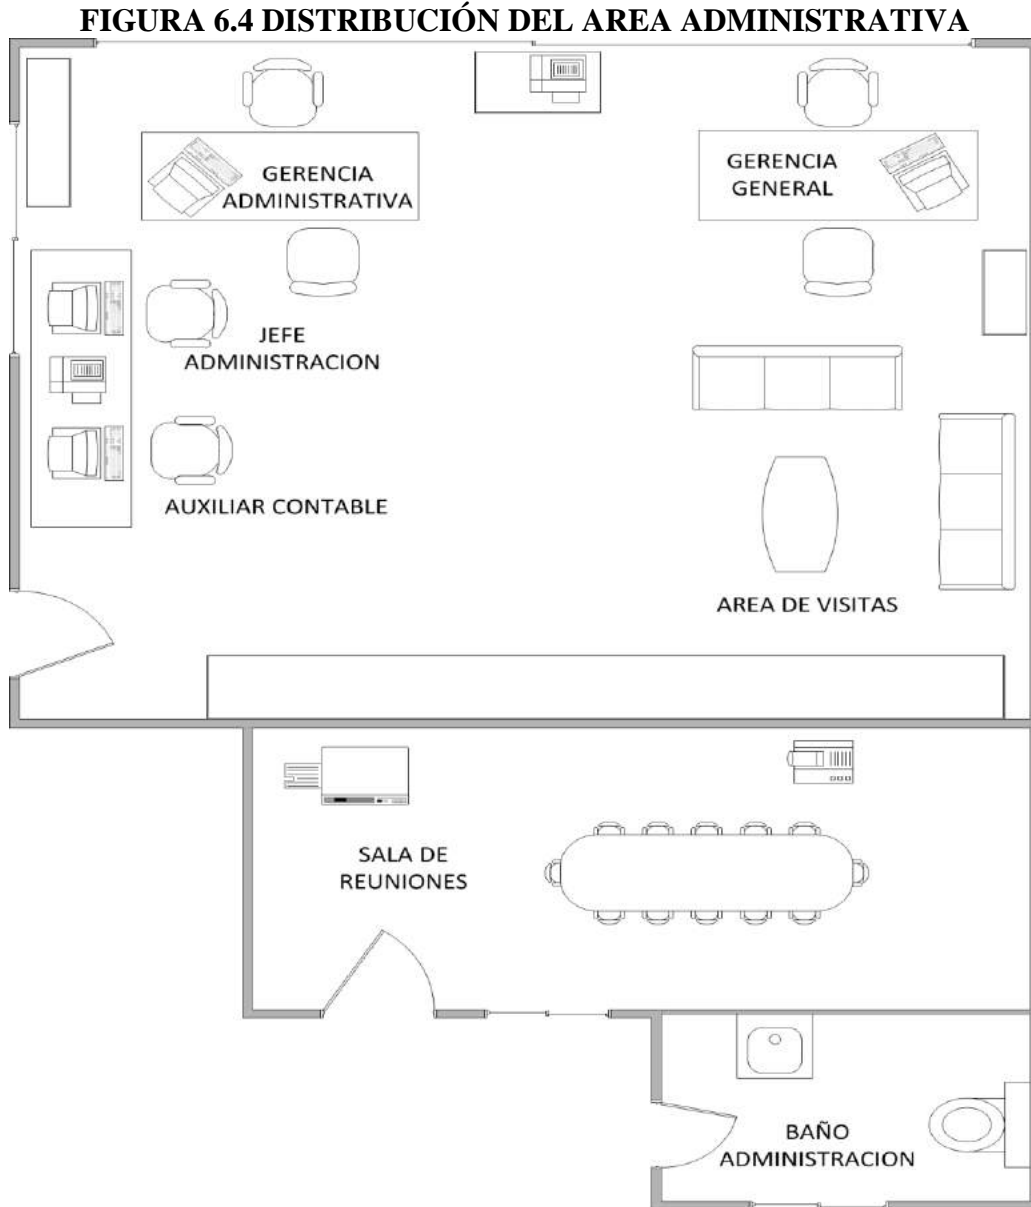 FIGURA 6.4 DISTRIBUCIÓN DEL AREA ADMINISTRATIVA
GERENCIA
ADMINISTRATIVA
GERENCIA
GENERAL
JEFE
ADMINISTRACION
AUXILIAR CONTABLE
AREA DE VISITAS
SALA DE
REUNIONES
BAÑO
ADMINISTRACION